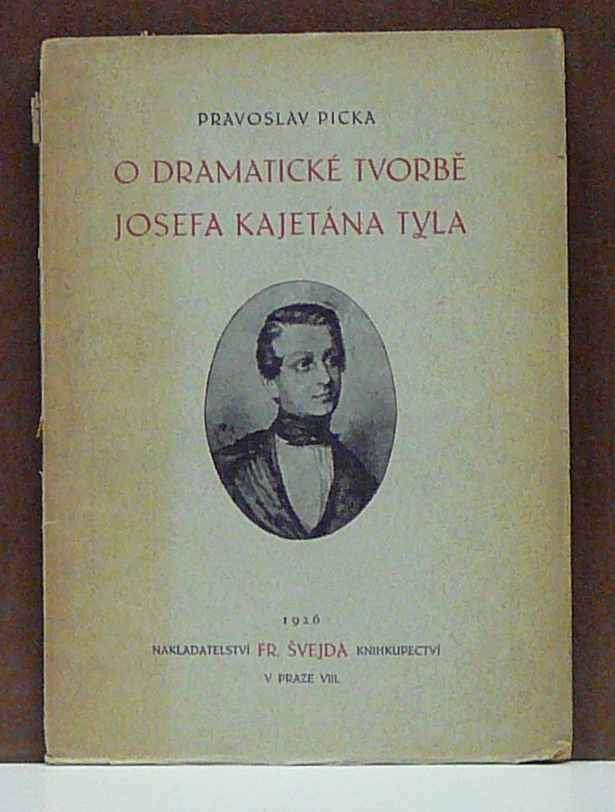 PRAVOSLAV PICKA
O DRAMATICKÉ TVORBĚ
JOSEFA KAJETÁNA TYLA
1926
NAKLADATELSTVÍ FR. ŠVEJDA KNIHKUPECTVÍ
V PRAZE VIII.